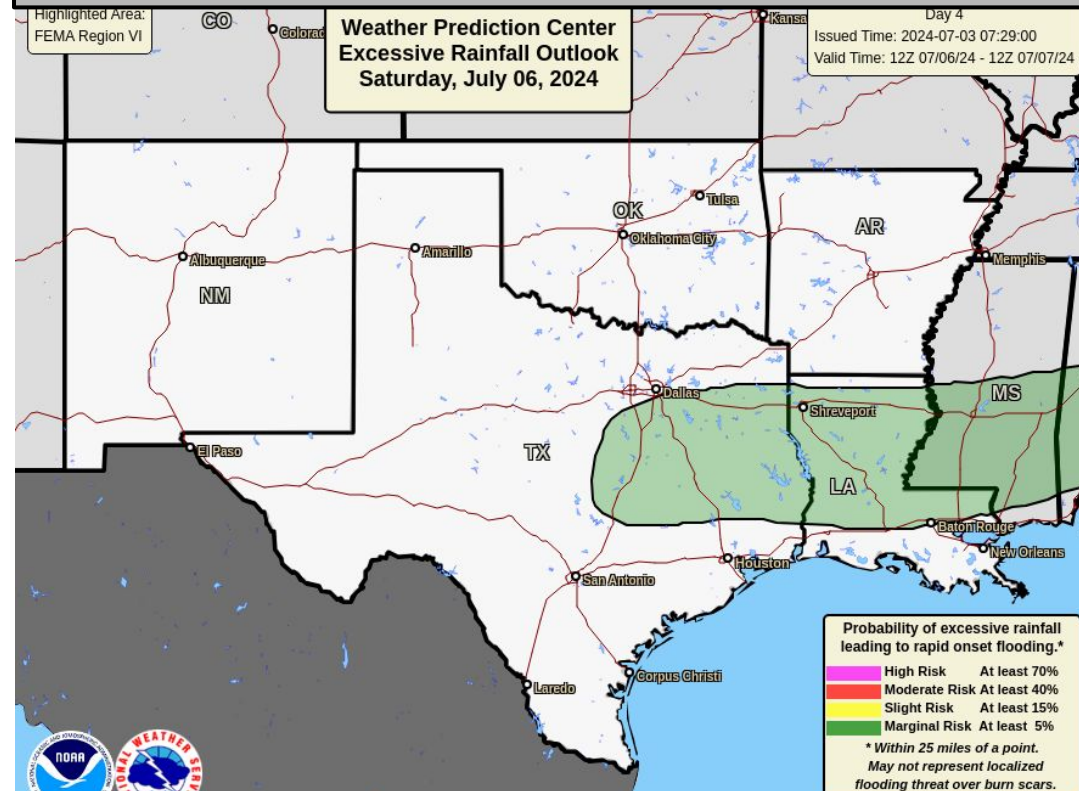 Highlighted Area:
FEMA Region VI
Weather Prediction Center
Excessive Rainfall Outlook
Saturday, July 06, 2024
Day 4
Issued Time: 2024-07-03 07:29:00
Valid Time: 12Z 07/06/24 - 12Z 07/07/24
CO
Colorad
Kansa
OK
Tulsa
Oklahoma City
AR
Amarillo
Albuquerque
Memphis
NM
Dallas
MS
Shreveport
El Paso
TX
LA
Baton Rouge
New Orleans
Houston
San Antonio
Corpus Christi
Laredo
Probability of excessive rainfall
leading to rapid onset flooding.*
High Risk At least 70%
Moderate Risk At least 40%
Slight Risk At least 15%
Marginal Risk At least 5%
* Within 25 miles of a point.
May not represent localized
flooding threat over burn scars.
NOAA
WEATHER